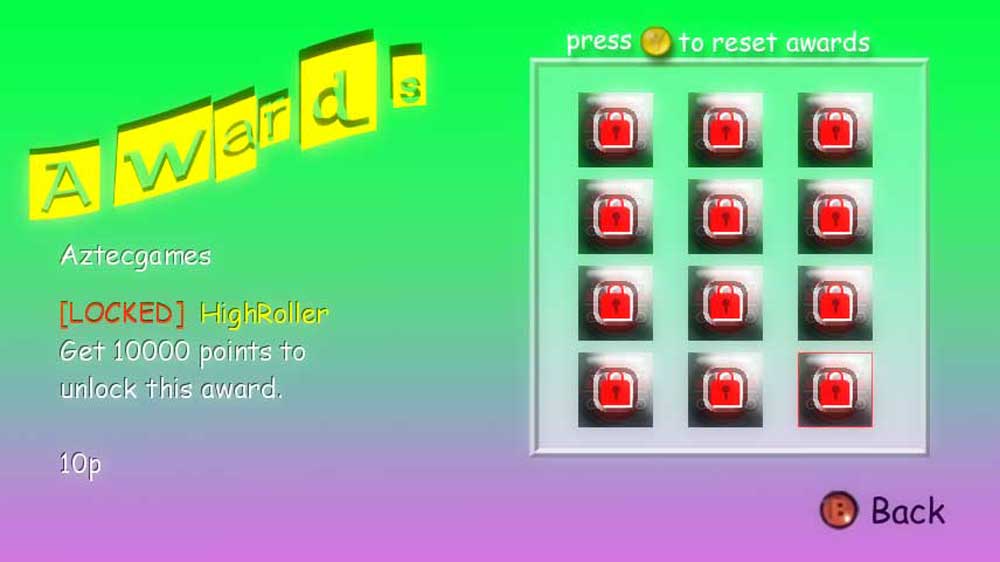 Awards
press Y to reset awards
Aztecgames
[LOCKED] HighRoller
Get 10000 points to
unlock this award.
10p
B Back